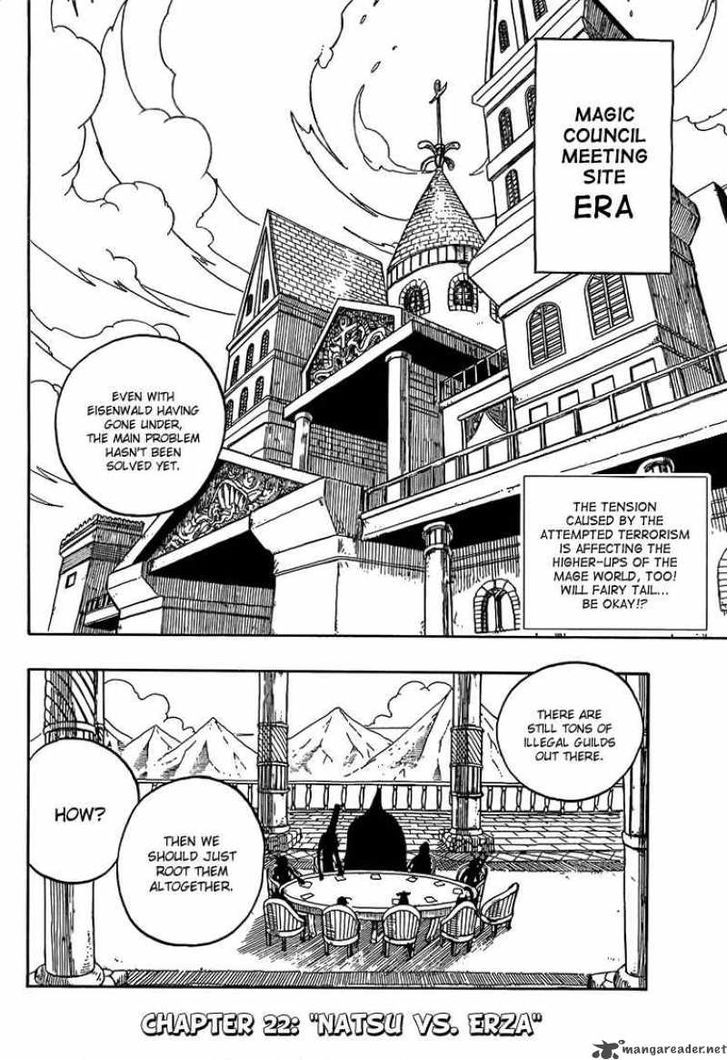 MAGIC
COUNCIL
MEETING
SITE
ERA
EVEN WITH
EISENWALD HAVING
GONE UNDER,
THE MAIN PROBLEM
HASN'T BEEN
SOLVED YET.
THE TENSION
CAUSED BY THE
ATTEMPTED TERRORISM
IS AFFECTING THE
HIGHER-UPS OF THE
MAGE WORLD, TOO!
WILL FAIRY TAIL...
BE OKAY!?
THERE ARE
STILL TONS OF
ILLEGAL GUILDS
OUT THERE.
THEN WE
SHOULD JUST
ROOT THEM
ALTOGETHER.
HOW?
CHAPTER 22: "NATSU VS. ERZA"
mangareader.net